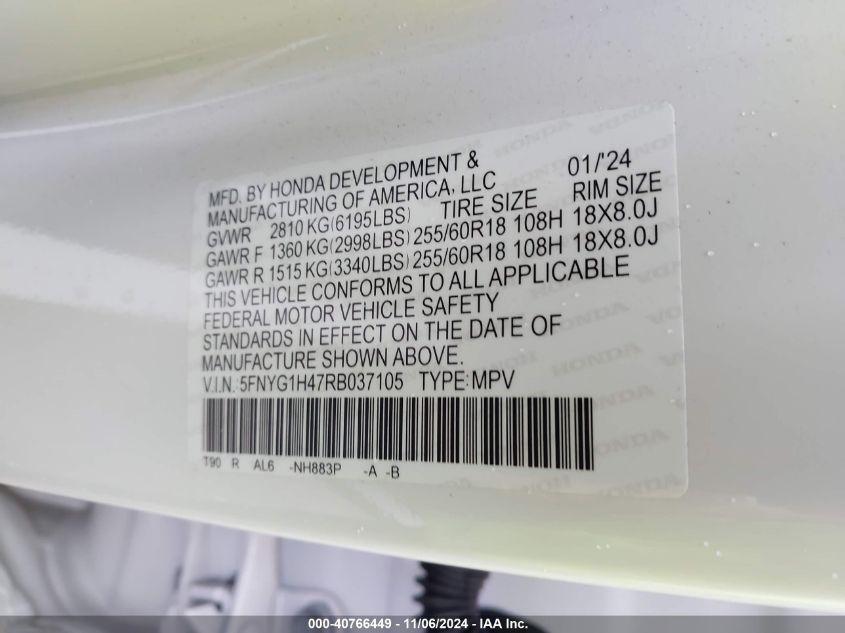 MFD. BY HONDA DEVELOPMENT & 01/'24
MANUFACTURING OF AMERICA, LLC
GVWR 2810 KG(6195LBS) TIRE SIZE RIM SIZE
GAWR F 1360 KG(2998LBS) 255/60R18 108H 18X8.0J
GAWR R 1515 KG(3340LBS) 255/60R18 108H 18X8.0J
THIS VEHICLE CONFORMS TO ALL APPLICABLE
FEDERAL MOTOR VEHICLE SAFETY
STANDARDS IN EFFECT ON THE DATE OF
MANUFACTURE SHOWN ABOVE.
V.I.N. 5FNYG1H47RB037105 TYPE: MPV
T90 R AL6 -NH883P -A -B
000-40766449 - 11/06/2024 - IAA Inc.